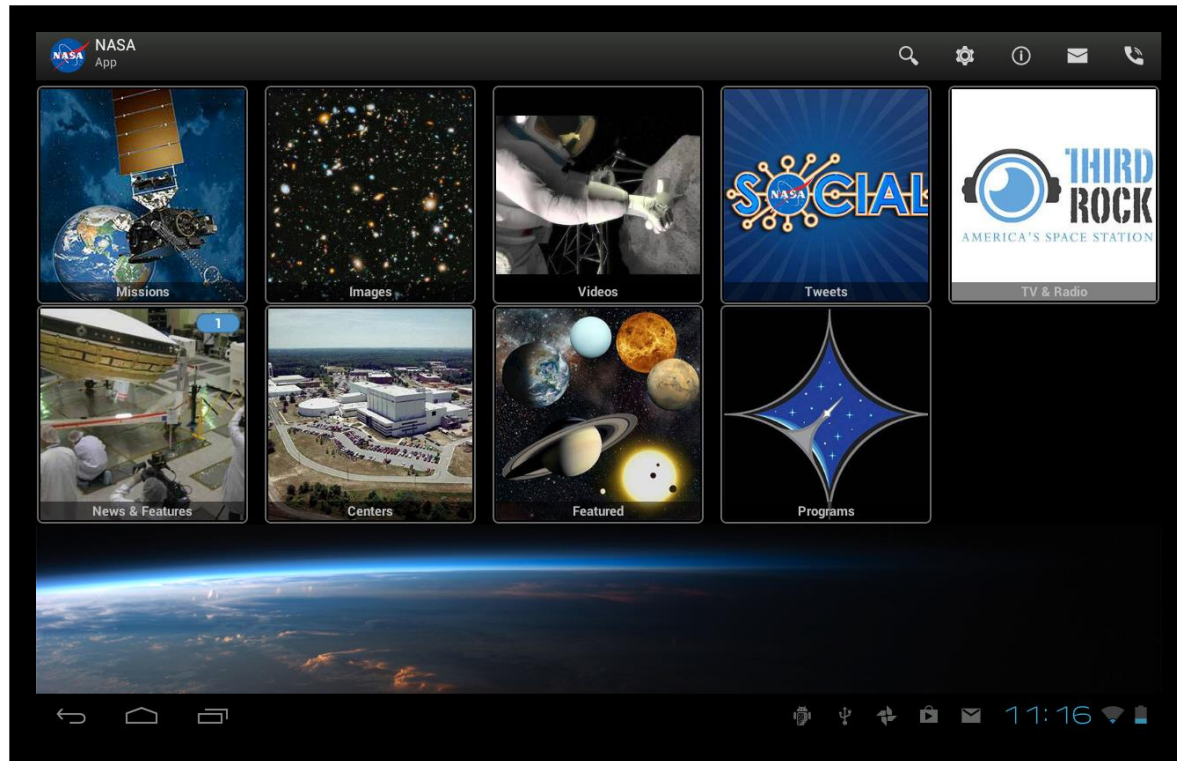 NASA
App
NASA
Missions
Images
Videos
NASA
SOCIAL
Tweets
THIRD
ROCK
AMERICA'S SPACE STATION
TV & Radio
1
News & Features
Centers
Featured
Programs
11:16